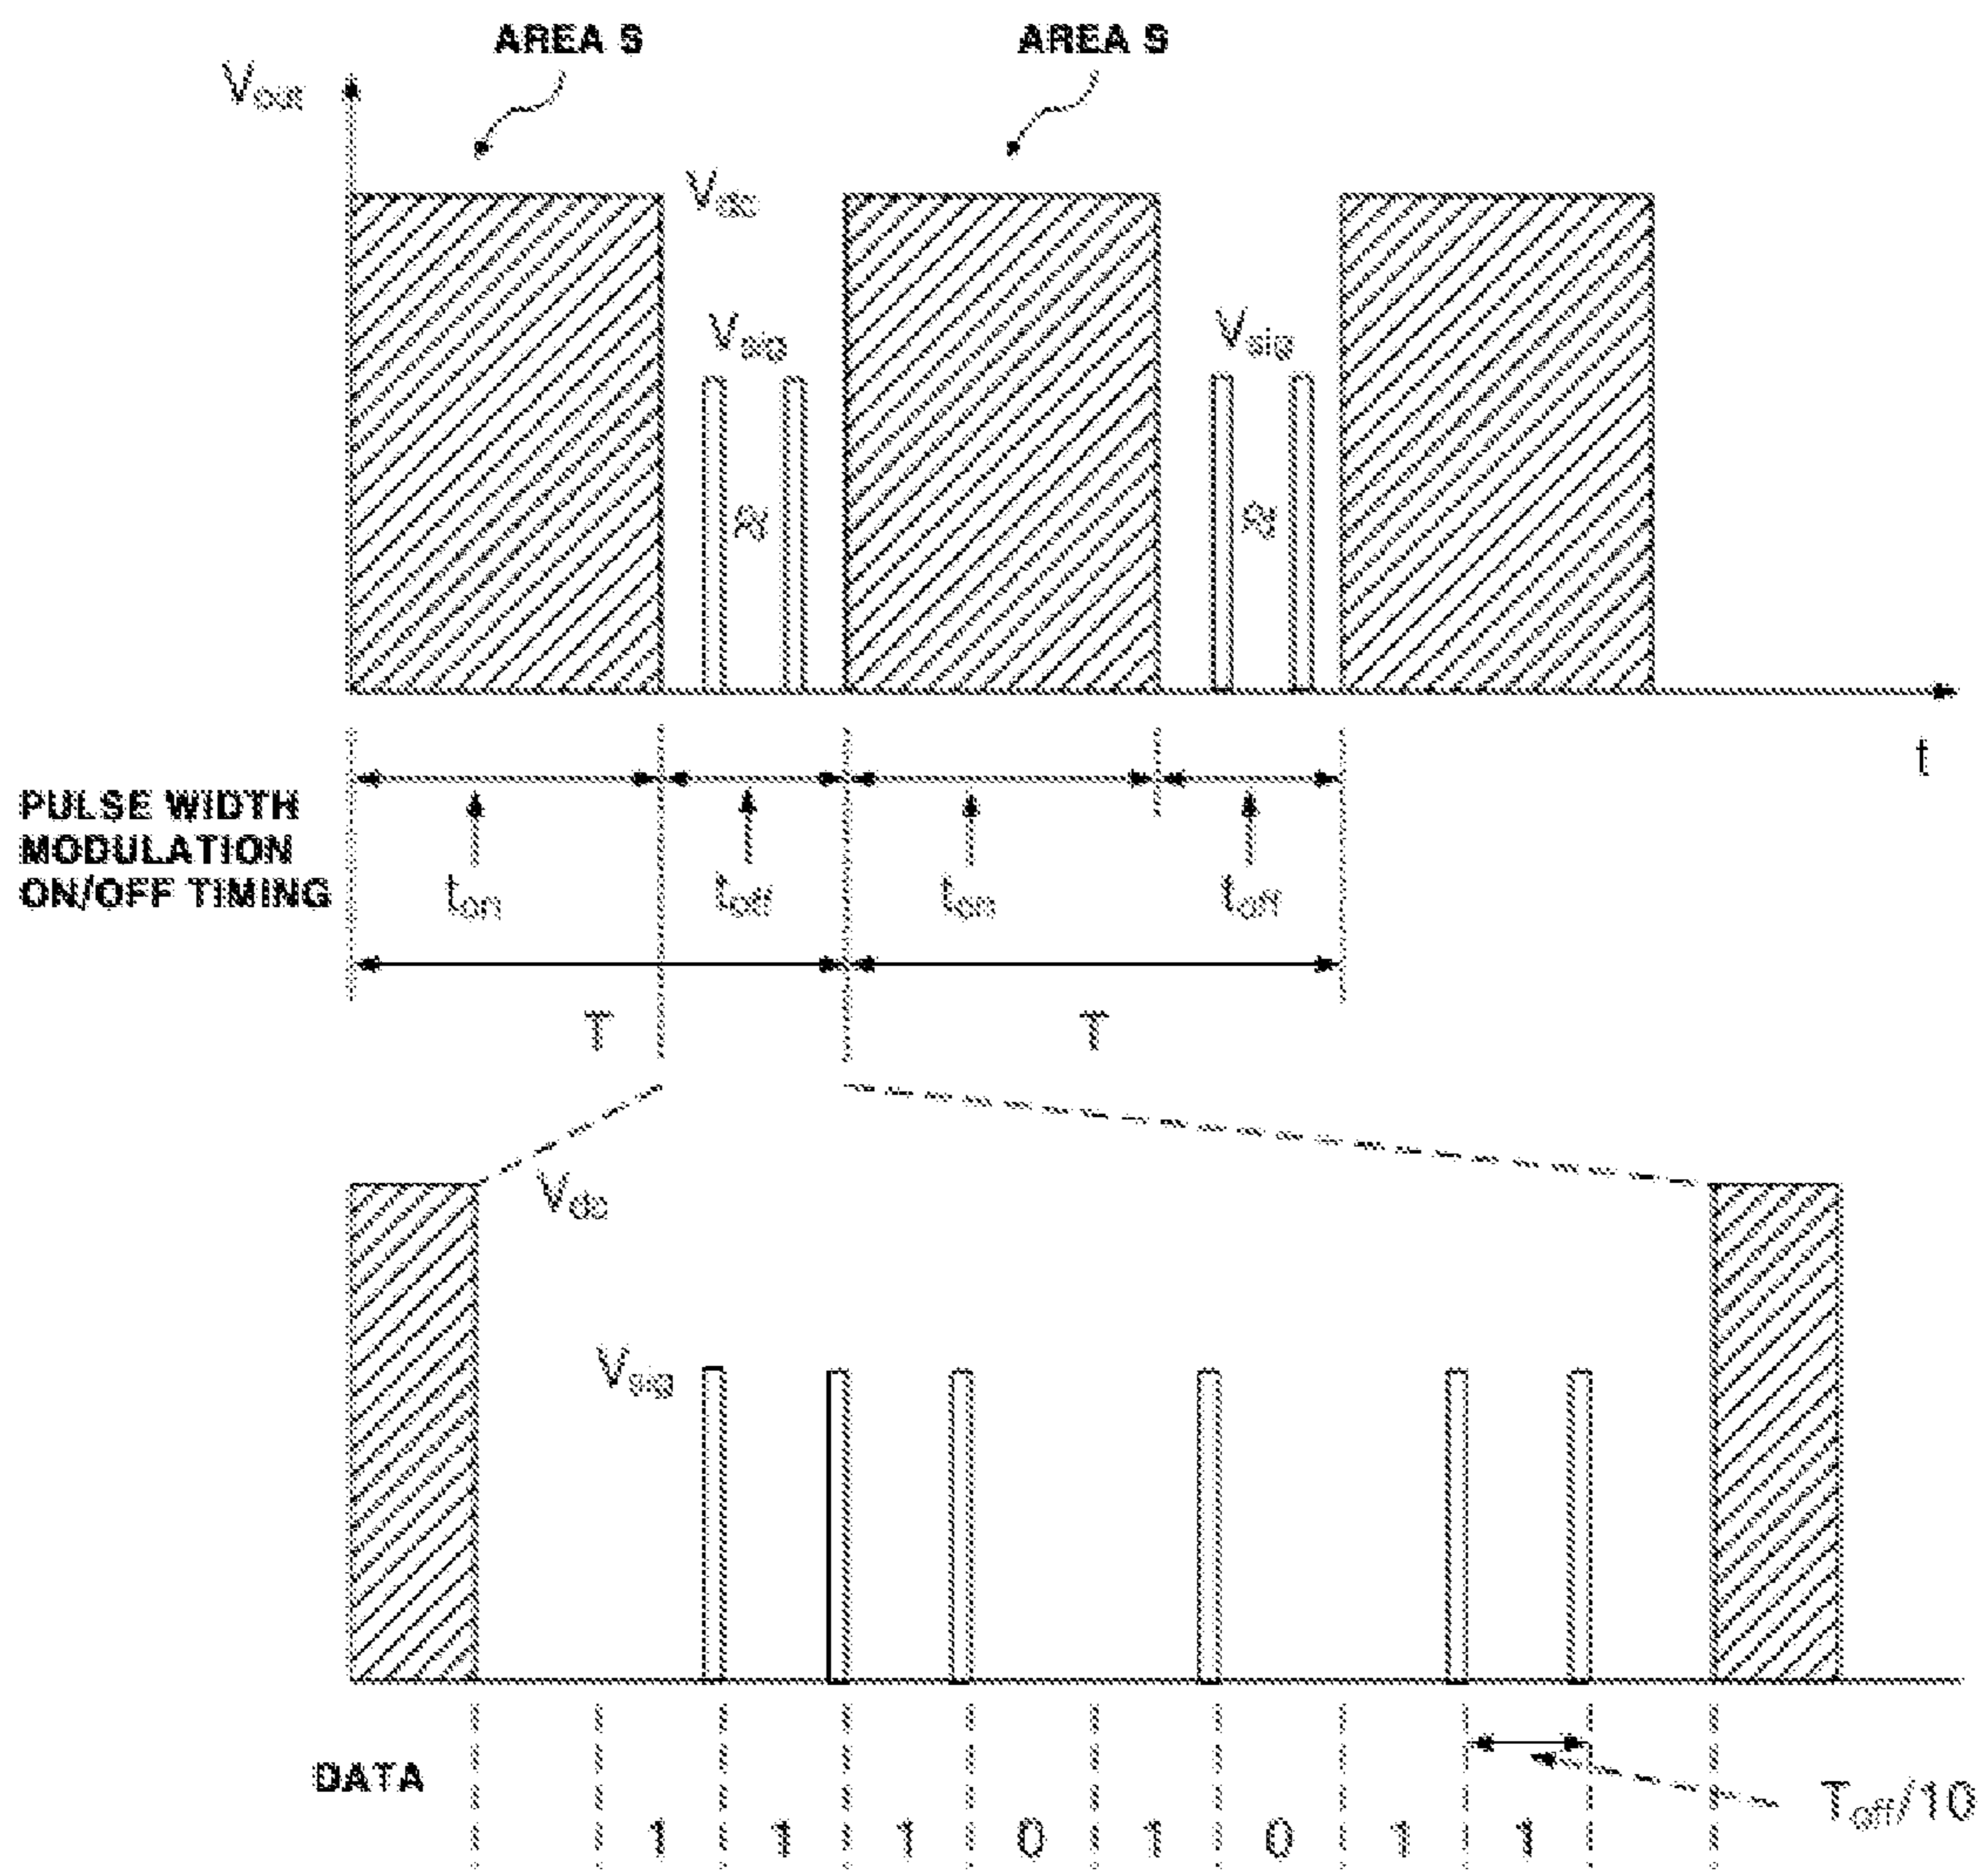 AREA S AREA S
Vout
Vdc
Vsig Vsig
≈ ≈
t
PULSE WIDTH
MODULATION
ON/OFF TIMING
ton toff ton toff
T T
Vdc
Vsig
DATA
Toff/10
1 1 1 0 1 0 1 1